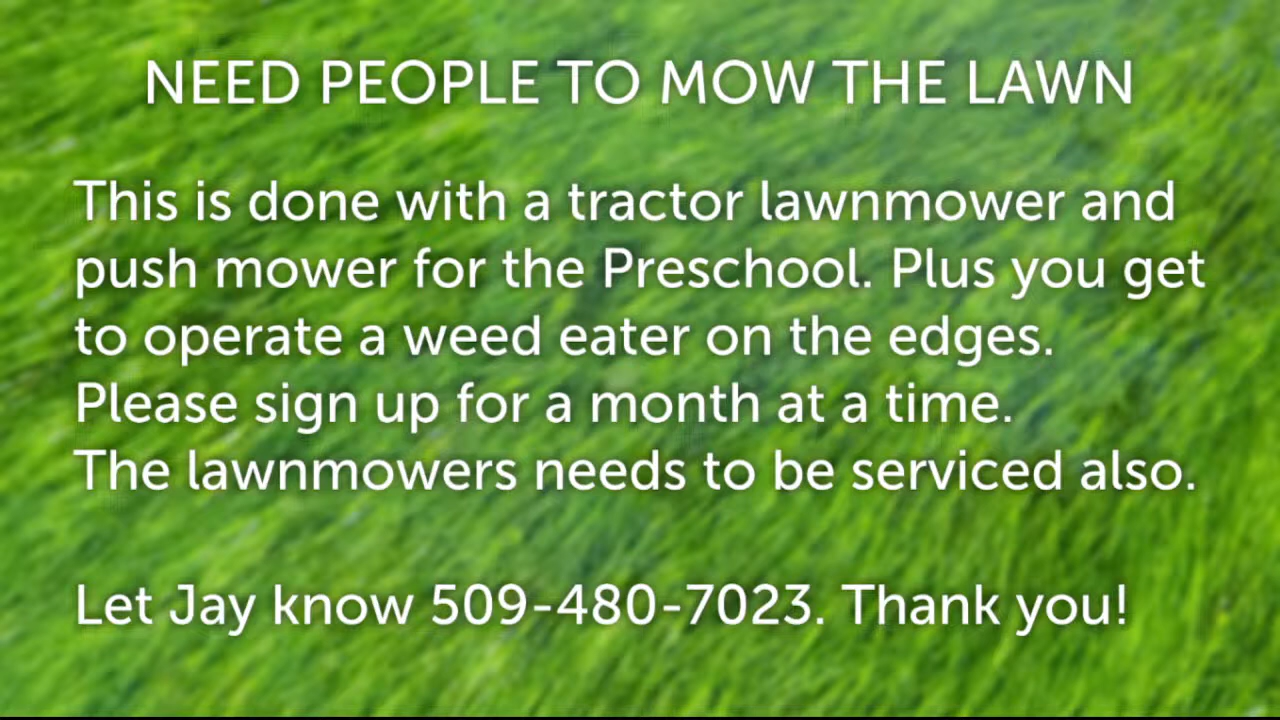 NEED PEOPLE TO MOW THE LAWN
This is done with a tractor lawnmower and
push mower for the Preschool. Plus you get
to operate a weed eater on the edges.
Please sign up for a month at a time.
The lawnmowers needs to be serviced also.
Let Jay know 509-480-7023. Thank you!